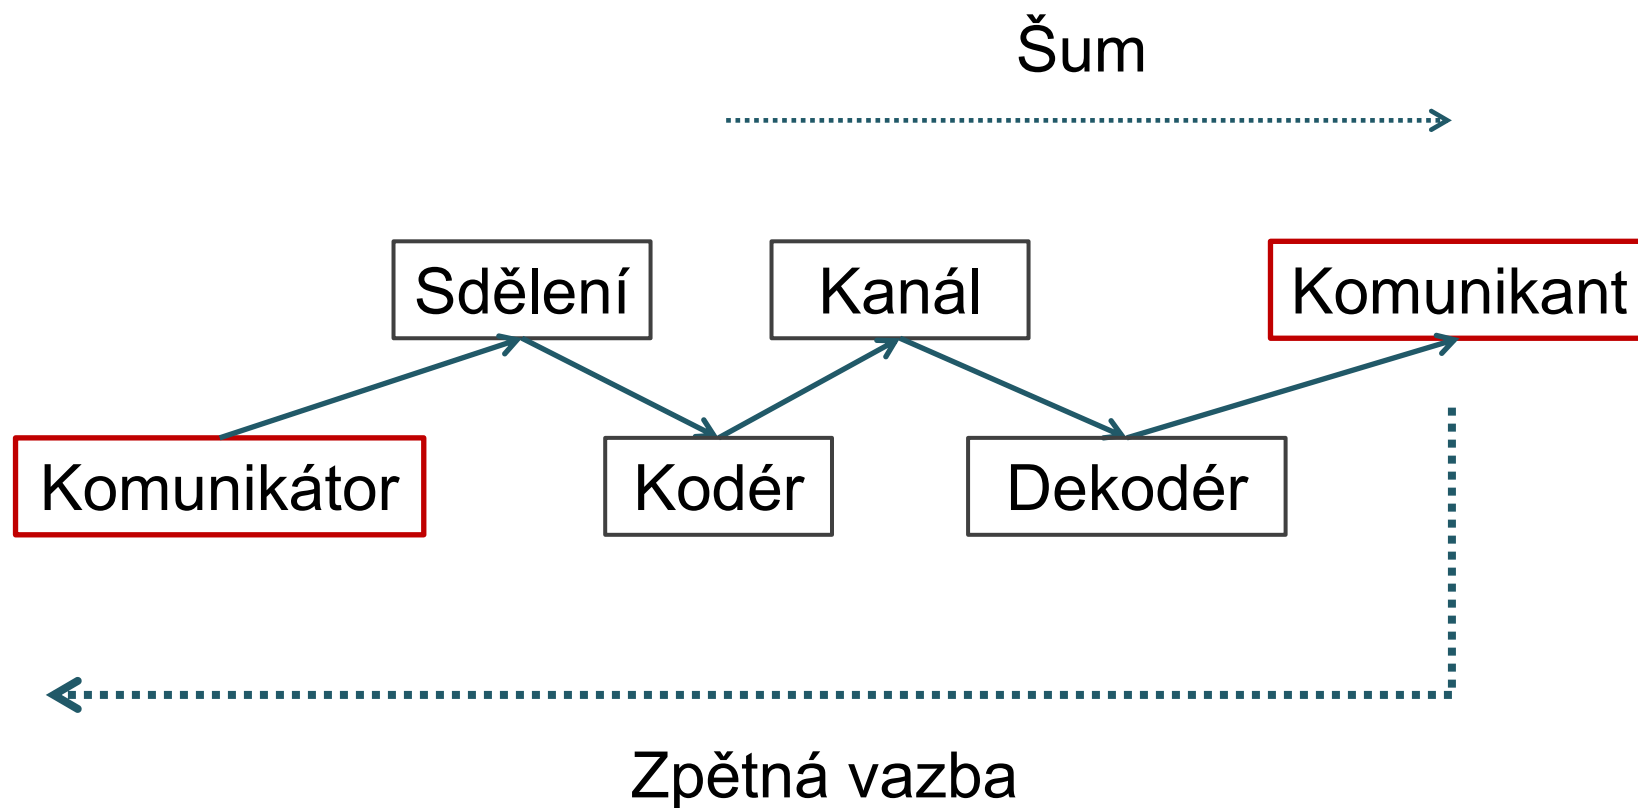 Šum
Sdělení
Kanál
Komunikant
Komunikátor
Kodér
Dekodér
Zpětná vazba